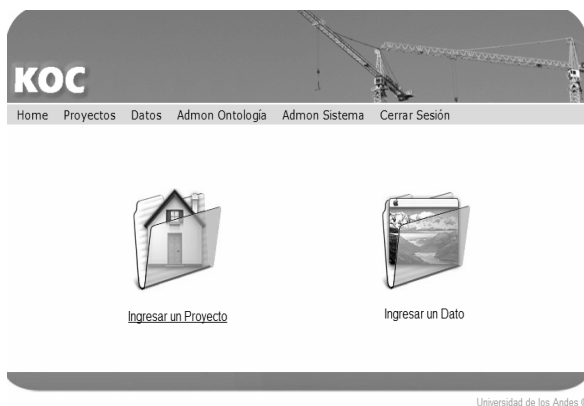 KOC
Home Proyectos Datos Admon Ontología Admon Sistema Cerrar Sesión
Ingresar un Proyecto Ingresar un Dato
Universidad de los Andes ©